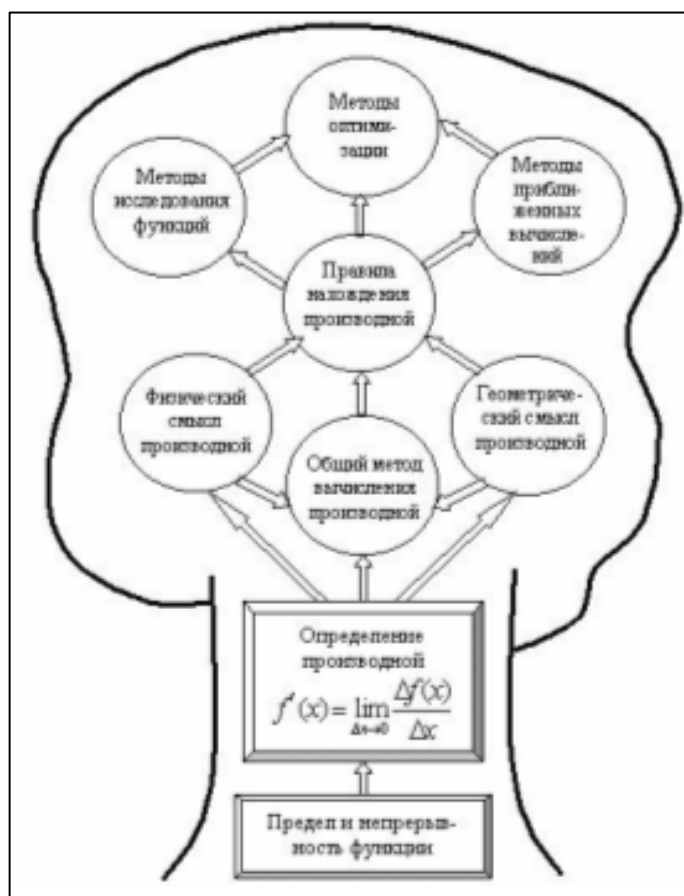 Методы
оптими-
зации
Методы
исследования
функций
Методы
прибли-
женных
вычисле-
ний
Правила
нахождения
производной
Физический
смысл
производной
Геометриче-
ский смысл
производной
Общий метод
вычисления
производной
Определение
производной
f'(x) = lim Δx→0 Δf(x)/Δx
Предел и непрерыв-
ность функции